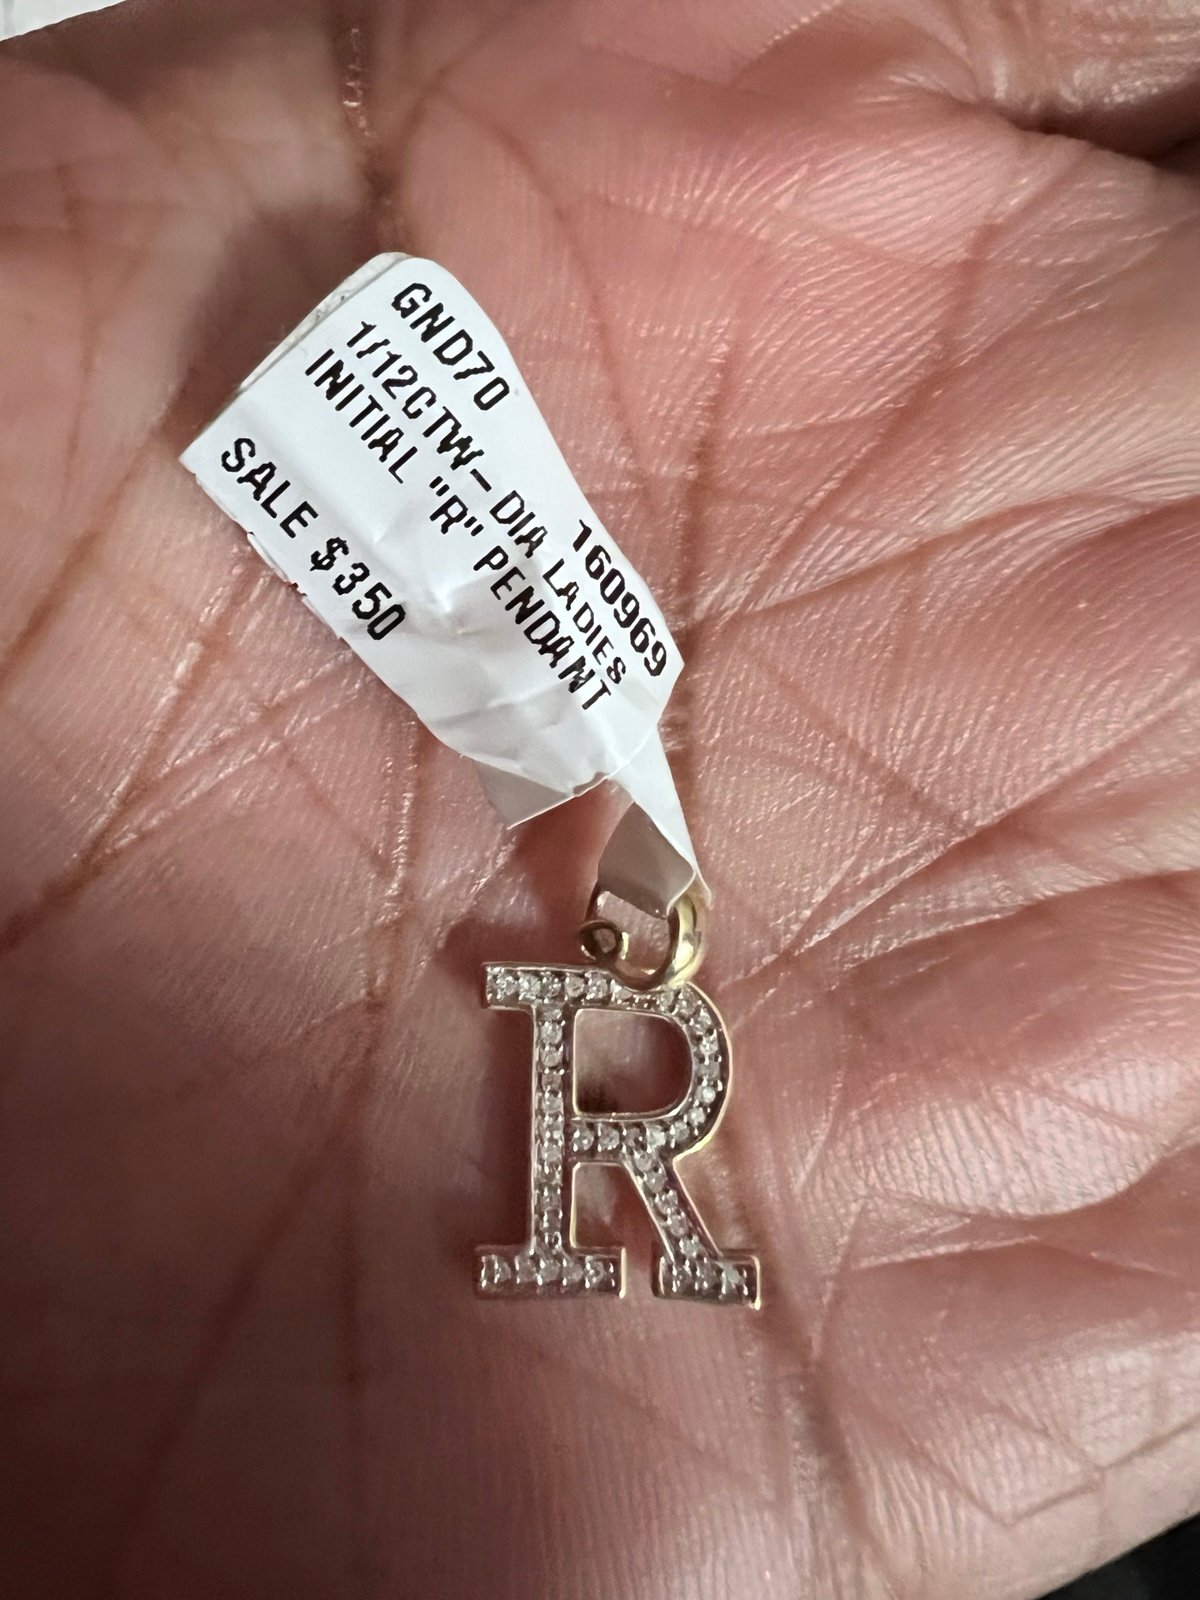 GND70
160969
1/12CTW-DIA LADIES
INITIAL "R" PENDANT
SALE $350
R